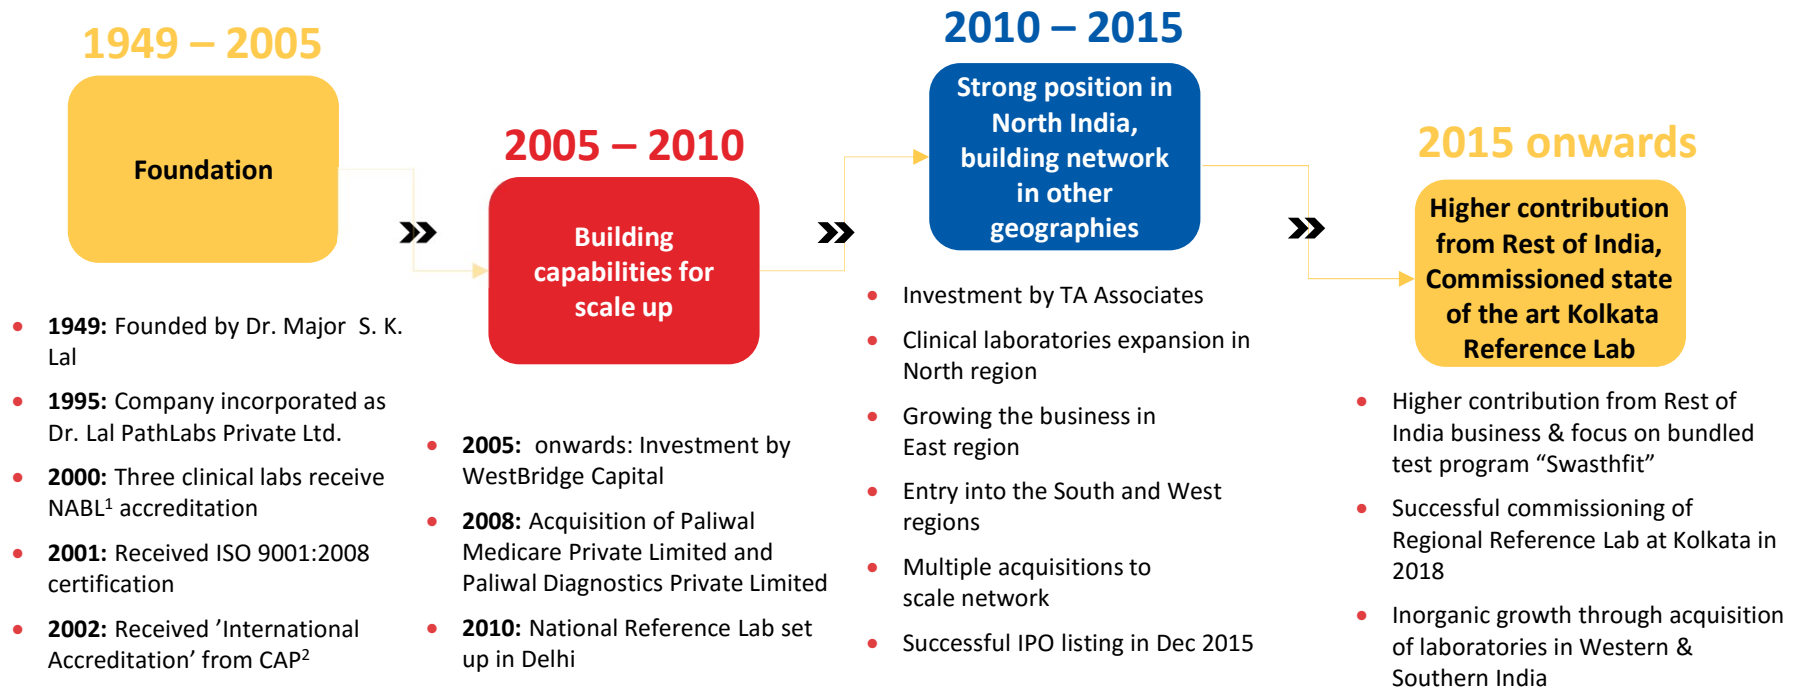 1949 – 2005
Foundation
• 1949: Founded by Dr. Major  S. K.
Lal
• 1995: Company incorporated as
Dr. Lal PathLabs Private Ltd.
• 2000: Three clinical labs receive
NABL¹ accreditation
• 2001: Received ISO 9001:2008
certification
• 2002: Received ’International
Accreditation’ from CAP²
2005 – 2010
Building
capabilities for
scale up
• 2005:  onwards: Investment by
WestBridge Capital
• 2008: Acquisition of Paliwal
Medicare Private Limited and
Paliwal Diagnostics Private Limited
• 2010: National Reference Lab set
up in Delhi
2010 – 2015
Strong position in
North India,
building network
in other
geographies
• Investment by TA Associates
• Clinical laboratories expansion in
North region
• Growing the business in
East region
• Entry into the South and West
regions
• Multiple acquisitions to
scale network
• Successful IPO listing in Dec 2015
2015 onwards
Higher contribution
from Rest of India,
Commissioned state
of the art Kolkata
Reference Lab
• Higher contribution from Rest of
India business & focus on bundled
test program “Swasthfit”
• Successful commissioning of
Regional Reference Lab at Kolkata in
2018
• Inorganic growth through acquisition
of laboratories in Western &
Southern India